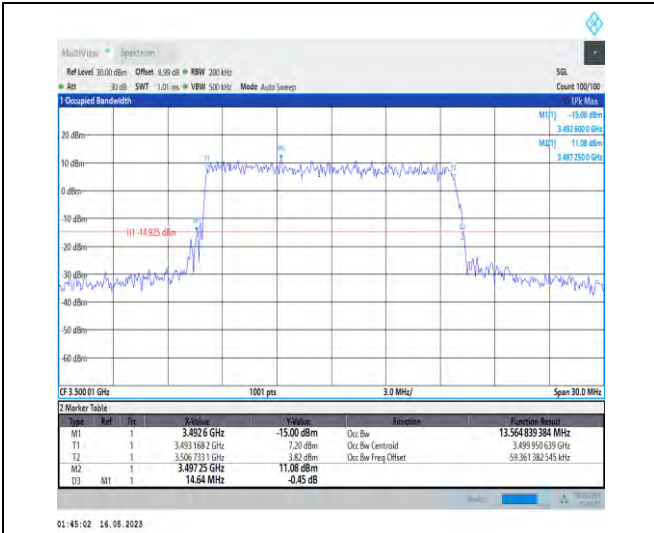 MultiView Spectrum
Ref Level 30.00 dBm Offset 8.99 dB RBW 200 kHz SGL
Att 30 dB SWT 1.01 ms VBW 500 kHz Mode Auto Sweep Count 100/100
1 Occupied Bandwidth 1Pk Max
M1[1] -15.00 dBm
3.492 600 0 GHz
M2[1] 11.08 dBm
3.497 250 0 GHz
20 dBm
M2
T1
T2
10 dBm
0 dBm
-10 dBm
M1
H1 -14.925 dBm
-30 dBm
-40 dBm
-50 dBm
-60 dBm
CF 3.500 01 GHz 1001 pts 3.0 MHz/ Span 30.0 MHz
2 Marker Table
Type Ref Trc X-Value Y-Value Function Function Result
M1 1 3.492 6 GHz -15.00 dBm Occ Bw 13.564 839 384 MHz
T1 1 3.493 168 2 GHz 7.20 dBm Occ Bw Centroid 3.499 950 639 GHz
T2 1 3.506 733 1 GHz 3.82 dBm Occ Bw Freq Offset -59.361 382 545 kHz
M2 1 3.497 25 GHz 11.08 dBm
D3 M1 1 14.64 MHz -0.45 dB
01:45:02 16.05.2023